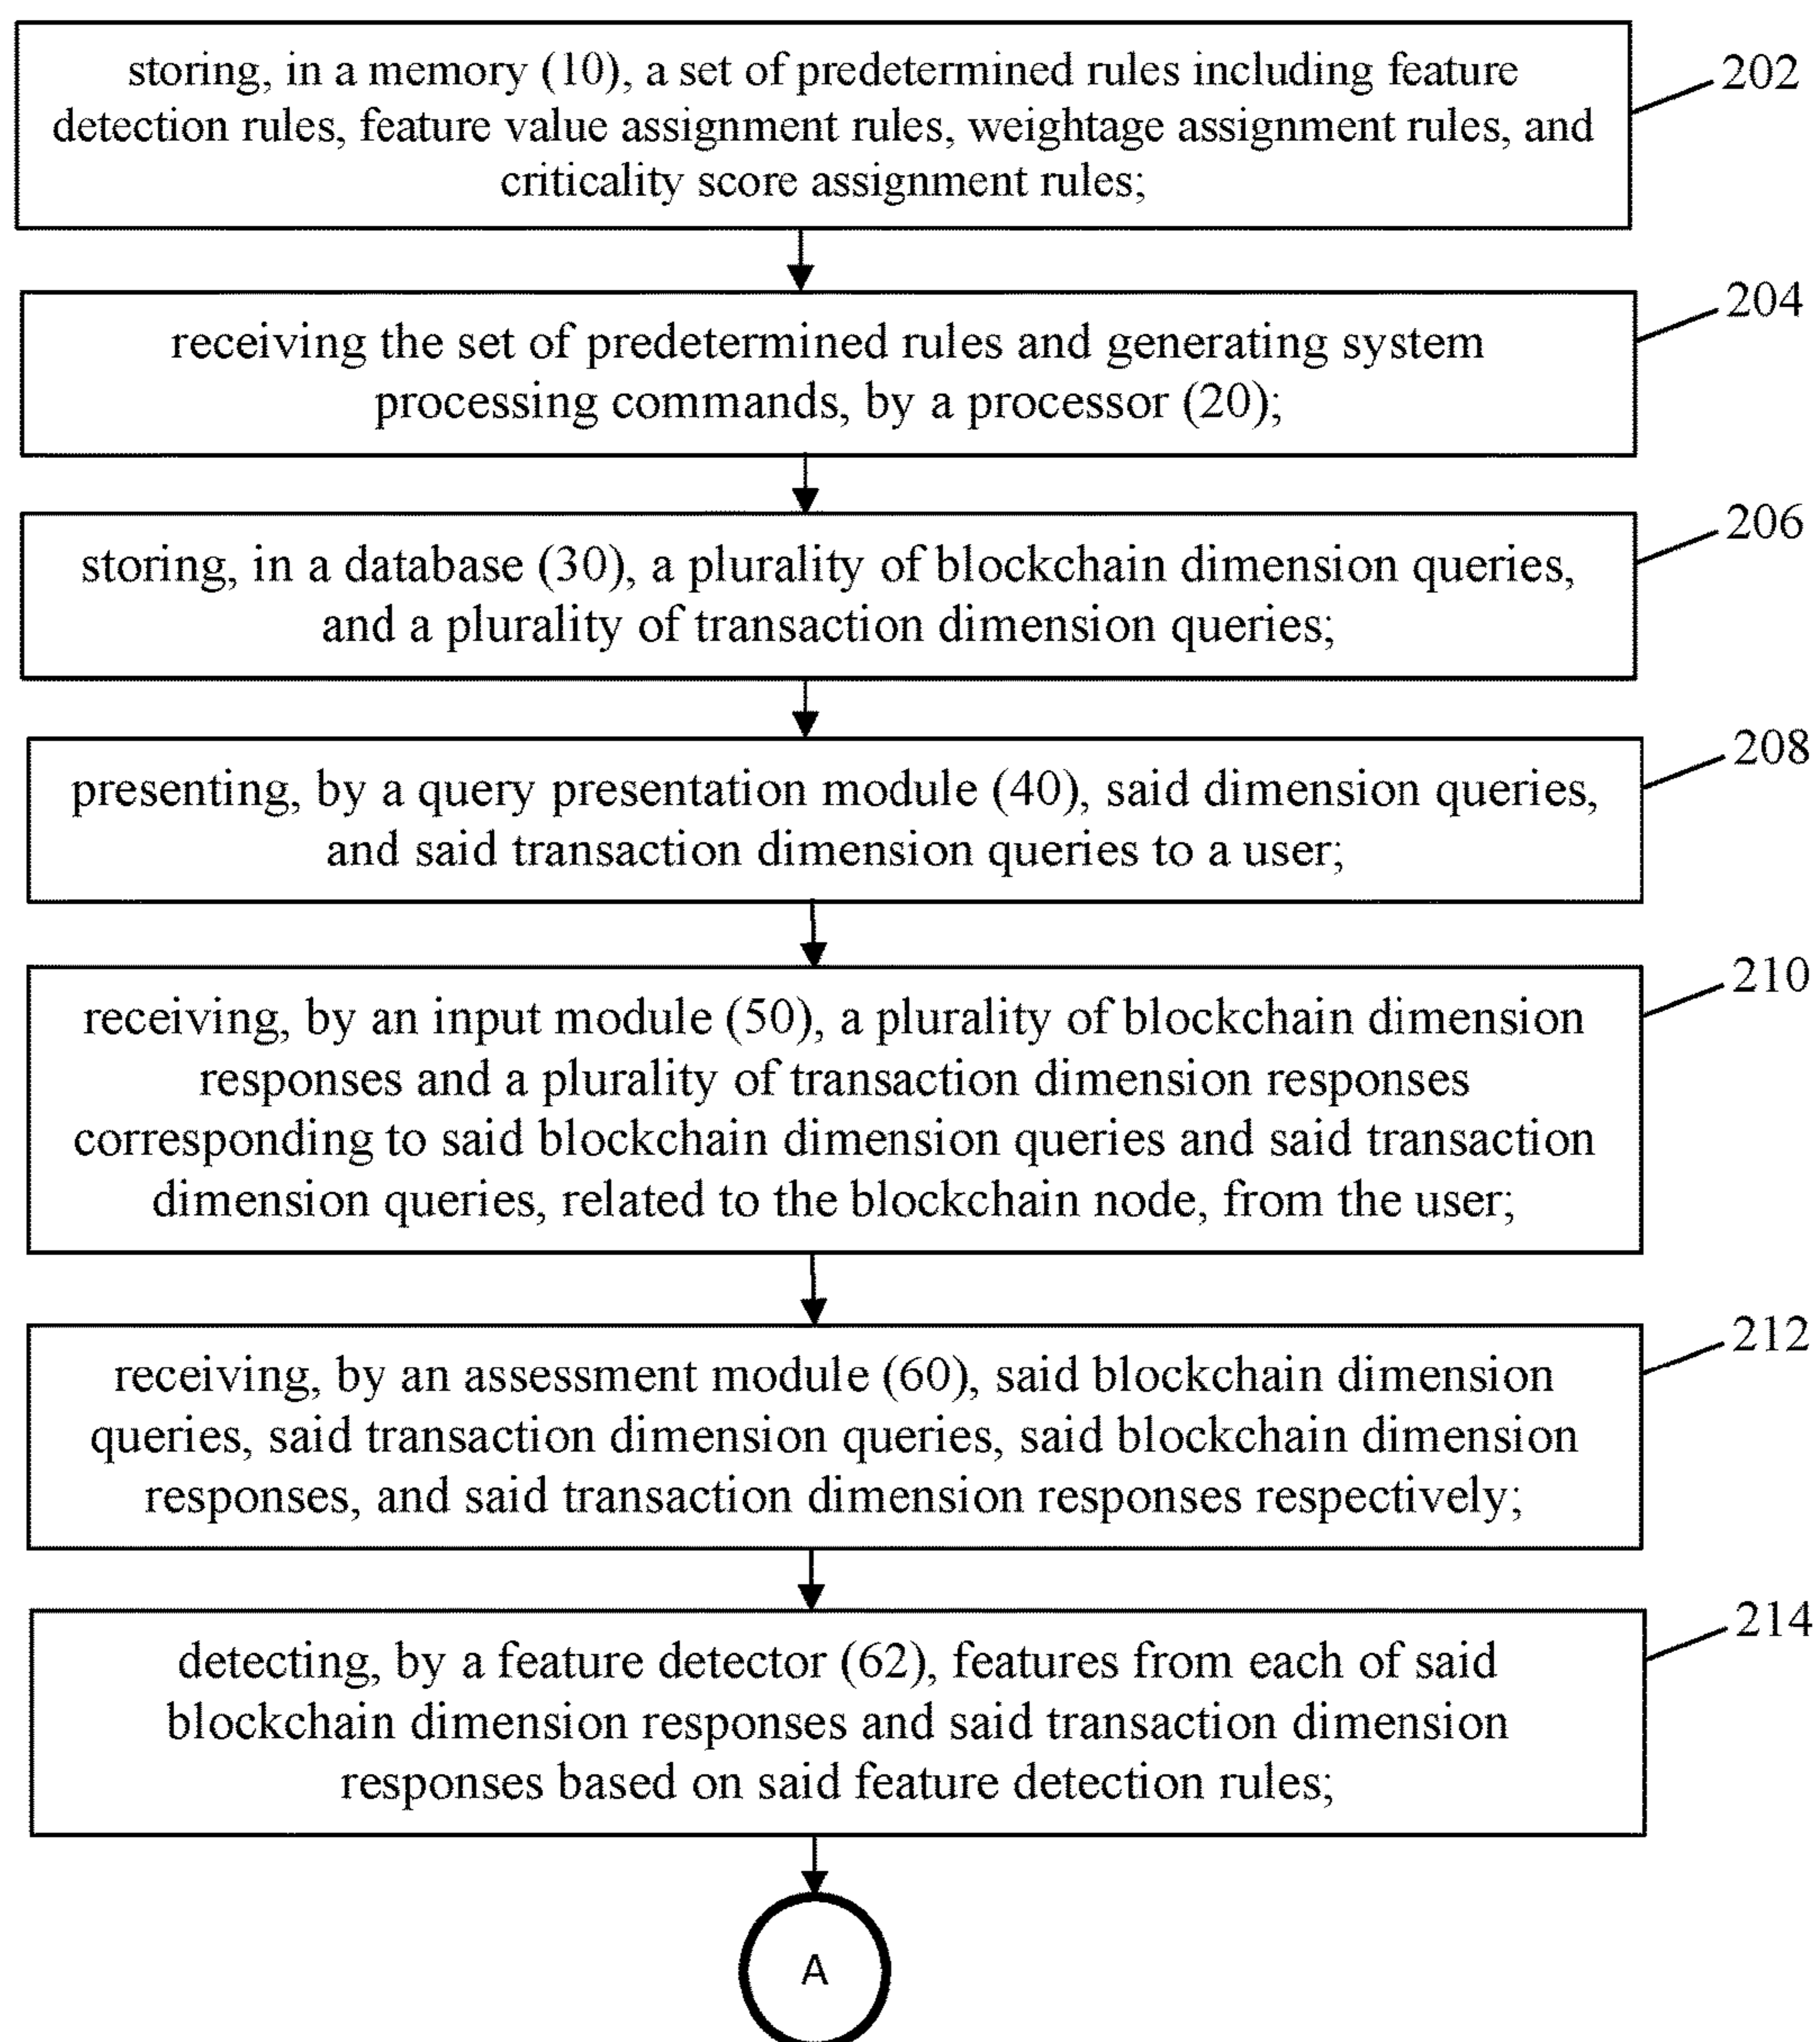 storing, in a memory (10), a set of predetermined rules including feature
detection rules, feature value assignment rules, weightage assignment rules, and
criticality score assignment rules;
202
receiving the set of predetermined rules and generating system
processing commands, by a processor (20);
204
storing, in a database (30), a plurality of blockchain dimension queries,
and a plurality of transaction dimension queries;
206
presenting, by a query presentation module (40), said dimension queries,
and said transaction dimension queries to a user;
208
receiving, by an input module (50), a plurality of blockchain dimension
responses and a plurality of transaction dimension responses
corresponding to said blockchain dimension queries and said transaction
dimension queries, related to the blockchain node, from the user;
210
receiving, by an assessment module (60), said blockchain dimension
queries, said transaction dimension queries, said blockchain dimension
responses, and said transaction dimension responses respectively;
212
detecting, by a feature detector (62), features from each of said
blockchain dimension responses and said transaction dimension
responses based on said feature detection rules;
214
A